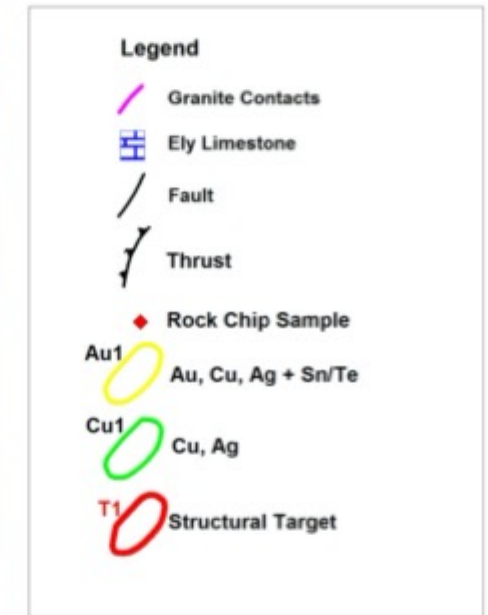 Legend
Granite Contacts
Ely Limestone
Fault
Thrust
Rock Chip Sample
Au1
Au, Cu, Ag + Sn/Te
Cu1
Cu, Ag
T1
Structural Target